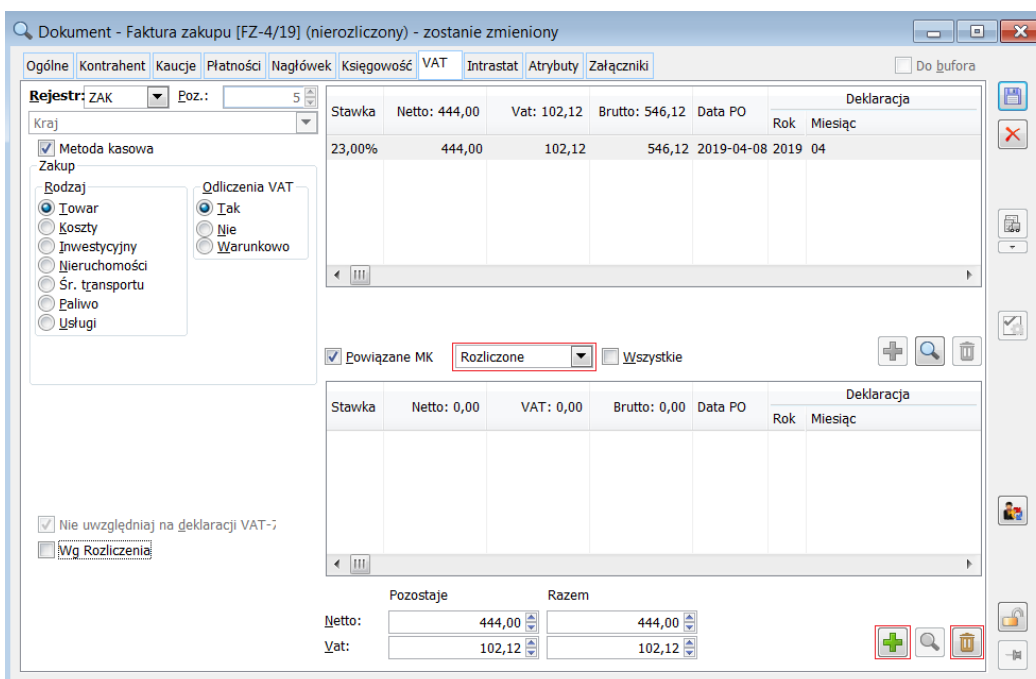 Dokument - Faktura zakupu [FZ-4/19] (nierozliczony) - zostanie zmieniony
Ogólne Kontrahent Kaucje Płatności Nagłówek Księgowość VAT Intrastat Atrybuty Załączniki Do bufora
Rejestr: ZAK Poz.: 5
Kraj
Metoda kasowa
Zakup
Rodzaj
Towar
Koszty
Inwestycyjny
Nieruchomości
Śr. transportu
Paliwo
Usługi
Odliczenia VAT
Tak
Nie
Warunkowo
Nie uwzględniaj na deklaracji VAT-7
Wg Rozliczenia
Stawka Netto: 444,00 Vat: 102,12 Brutto: 546,12 Data PO Deklaracja
Rok Miesiąc
23,00% 444,00 102,12 546,12 2019-04-08 2019 04
Powiązane MK Rozliczone Wszystkie
Stawka Netto: 0,00 VAT: 0,00 Brutto: 0,00 Data PO Deklaracja
Rok Miesiąc
Pozostaje Razem
Netto: 444,00 444,00
Vat: 102,12 102,12